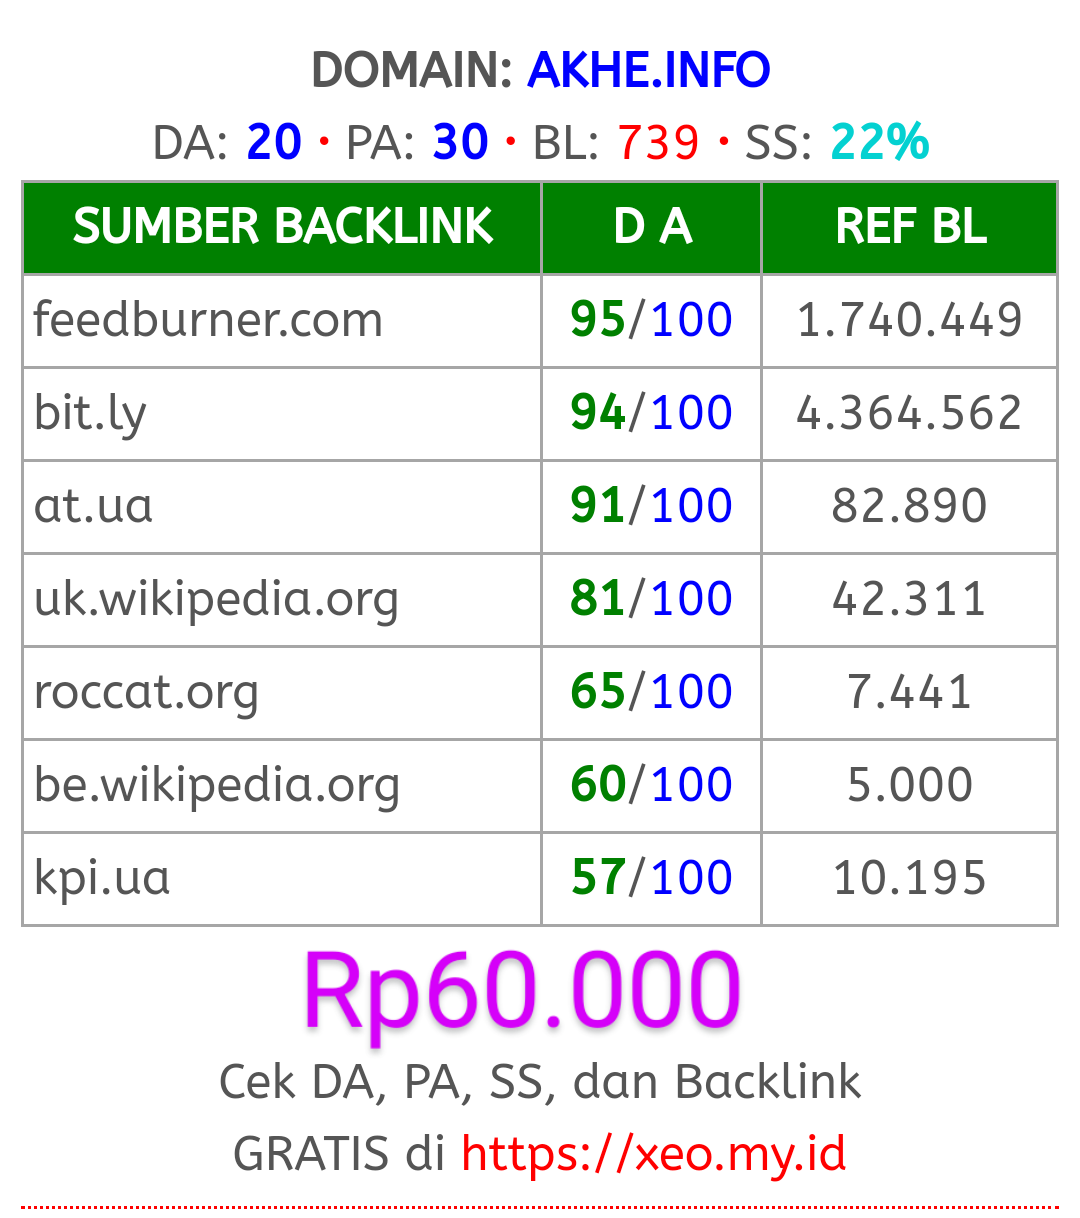 DOMAIN: AKHE.INFO
DA: 20 • PA: 30 • BL: 739 • SS: 22%
SUMBER BACKLINK D A REF BL
feedburner.com 95/100 1.740.449
bit.ly 94/100 4.364.562
at.ua 91/100 82.890
uk.wikipedia.org 81/100 42.311
roccat.org 65/100 7.441
be.wikipedia.org 60/100 5.000
kpi.ua 57/100 10.195
Rp60.000
Cek DA, PA, SS, dan Backlink
GRATIS di https://xeo.my.id